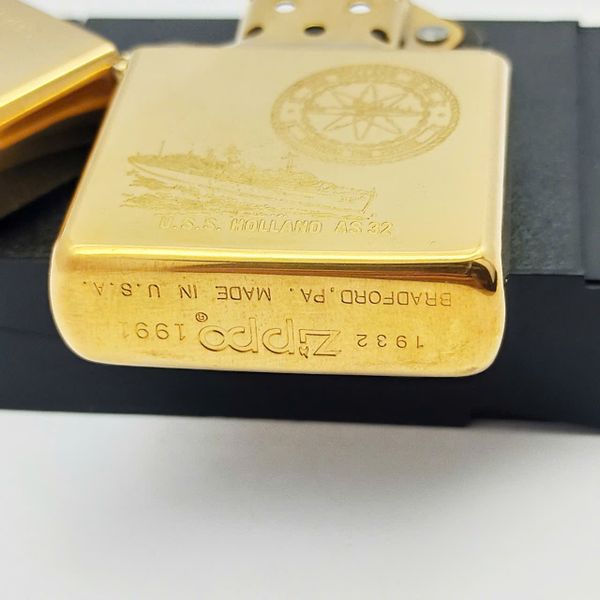 U.S.S. HOLLAND AS 32
BRADFORD, PA. MADE IN U.S.A.
1932 Zippo® 1991